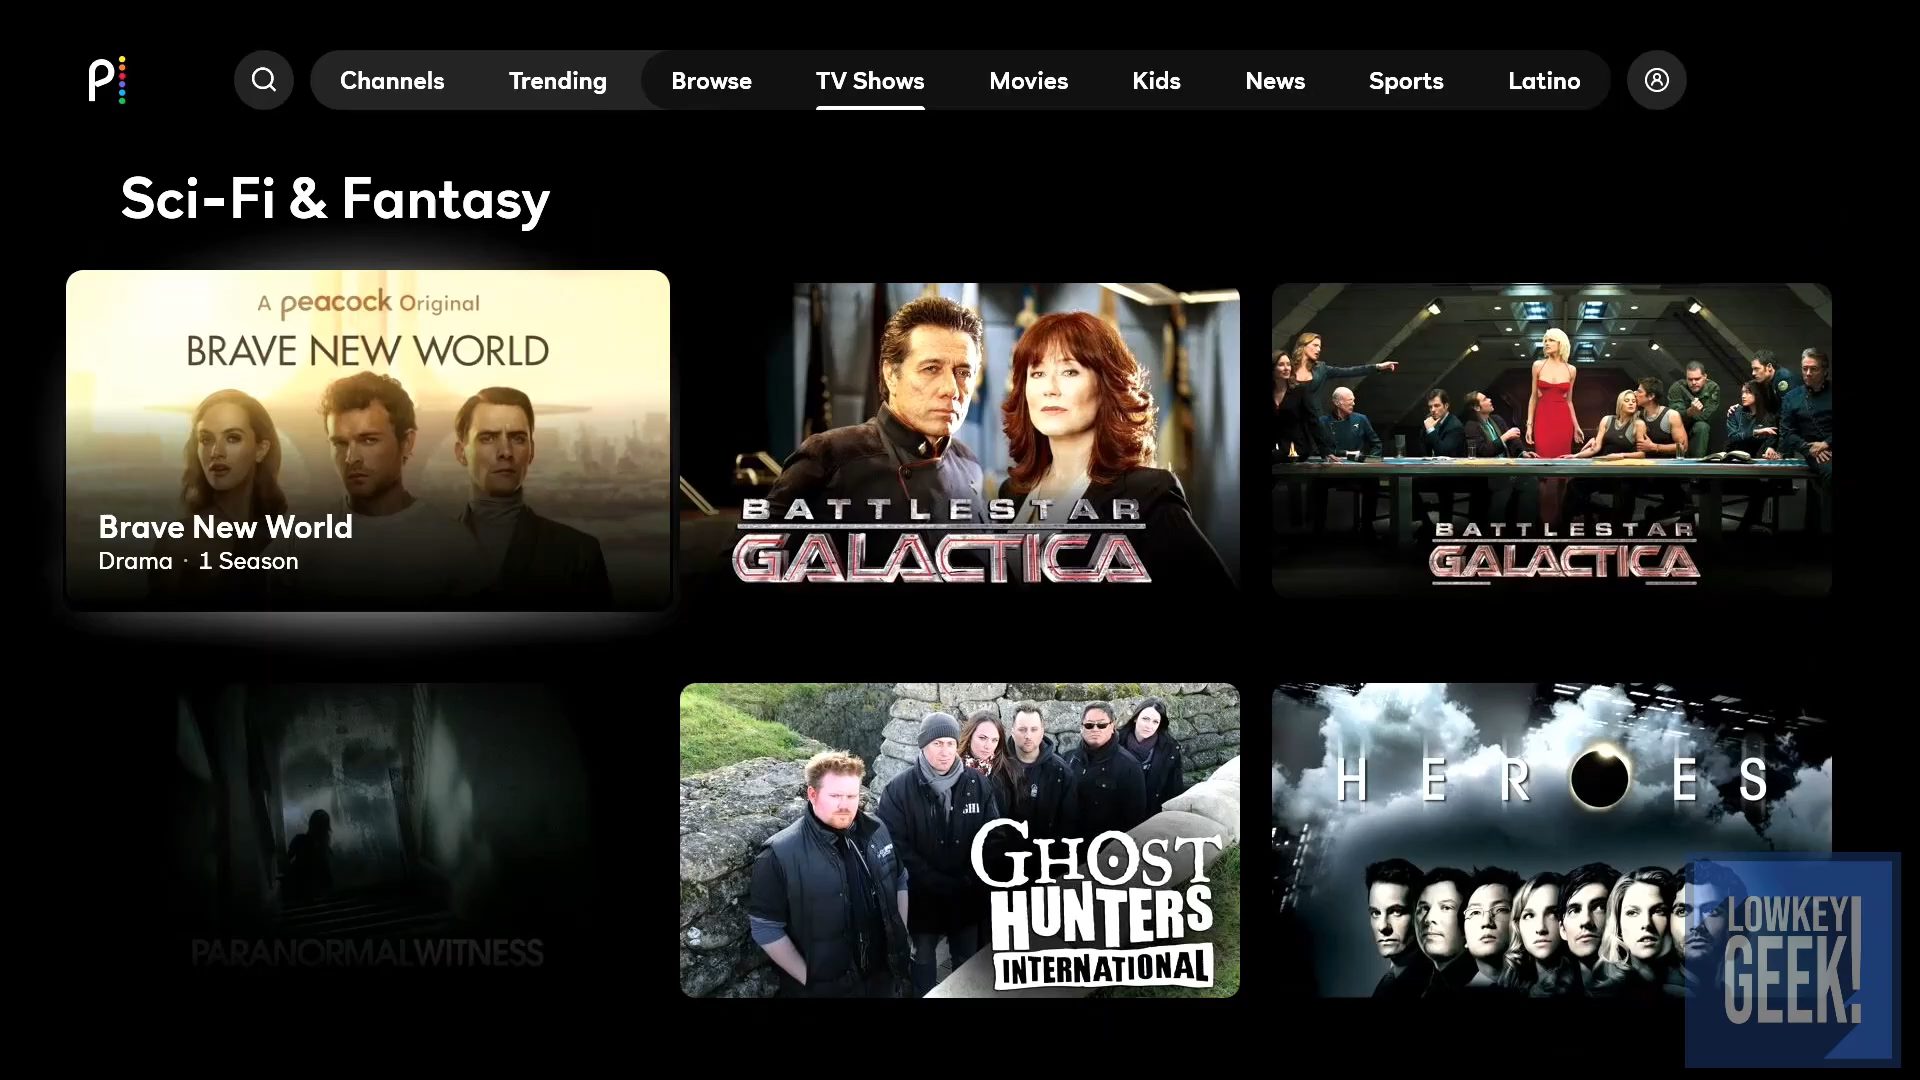 P
Channels
Trending
Browse
TV Shows
Movies
Kids
News
Sports
Latino
Sci-Fi & Fantasy
A peacock Original
BRAVE NEW WORLD
Brave New World
Drama · 1 Season
BATTLESTAR
GALACTICA
BATTLESTAR
GALACTICA
PARANORMAL WITNESS
GH
GHOST
HUNTERS
INTERNATIONAL
HEROES
LOWKEY
GEEK!